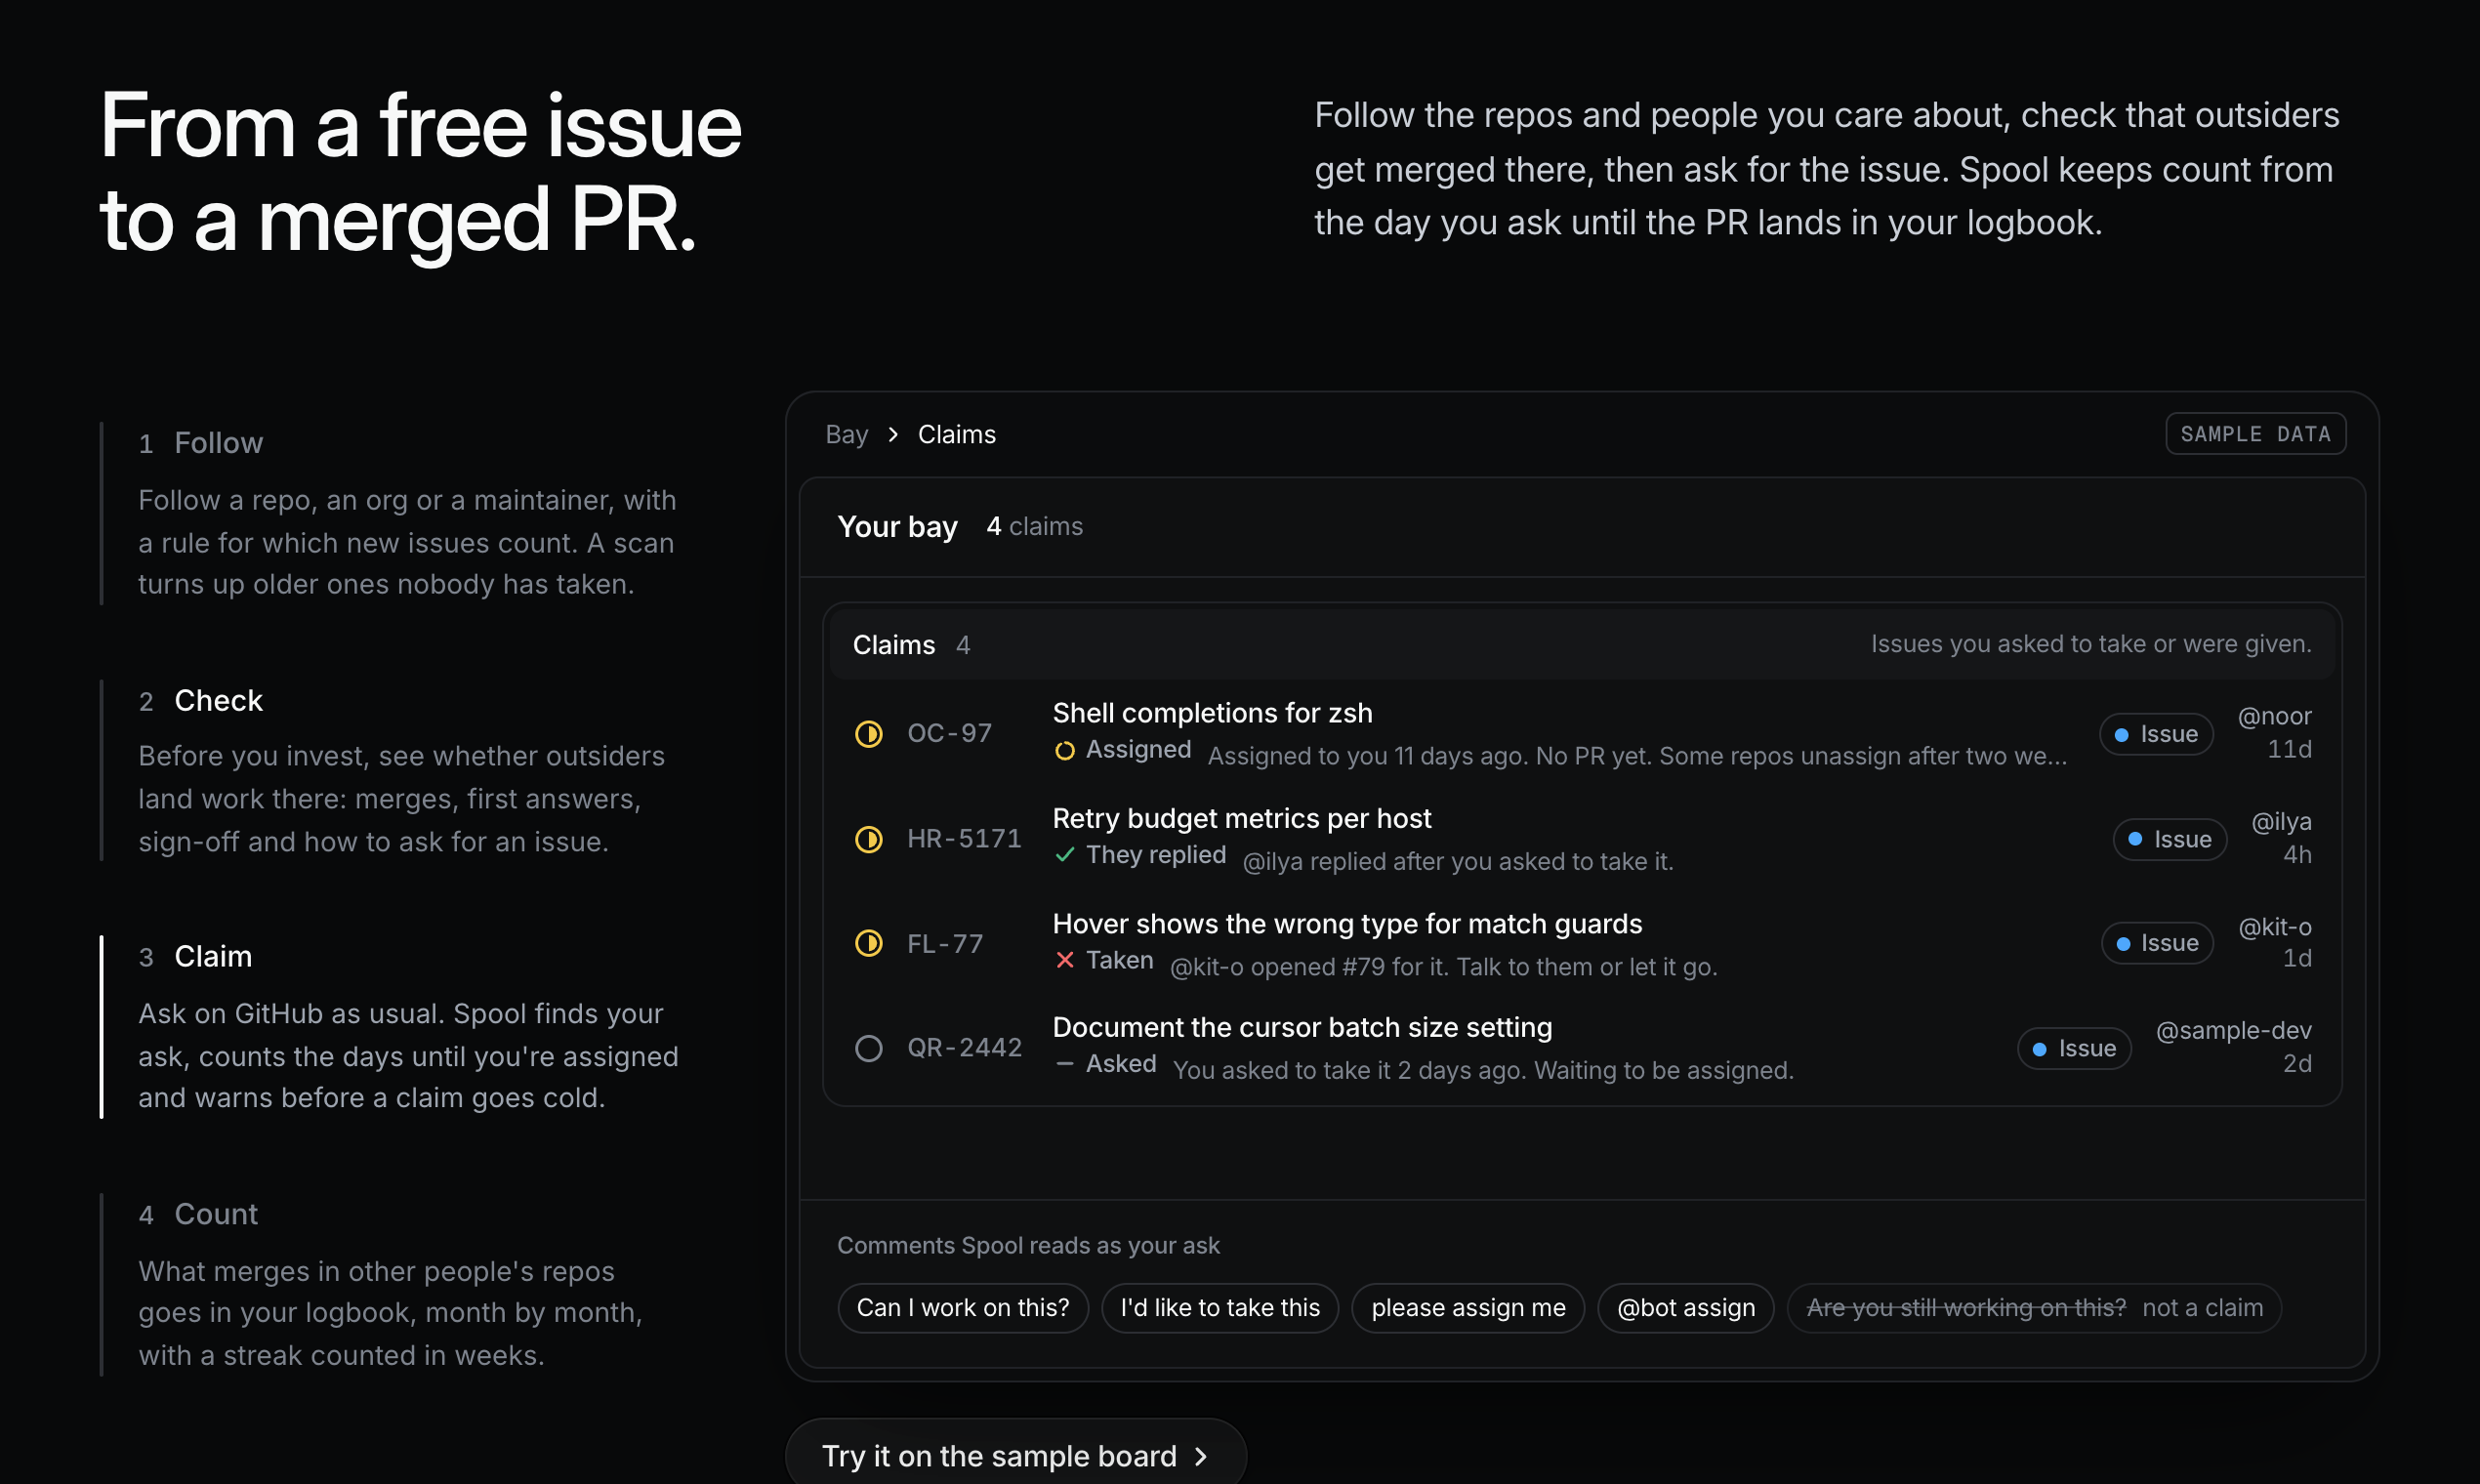 From a free issue
to a merged PR.
Follow the repos and people you care about, check that outsiders
get merged there, then ask for the issue. Spool keeps count from
the day you ask until the PR lands in your logbook.
1 Follow
Follow a repo, an org or a maintainer, with
a rule for which new issues count. A scan
turns up older ones nobody has taken.
2 Check
Before you invest, see whether outsiders
land work there: merges, first answers,
sign-off and how to ask for an issue.
3 Claim
Ask on GitHub as usual. Spool finds your
ask, counts the days until you're assigned
and warns before a claim goes cold.
4 Count
What merges in other people's repos
goes in your logbook, month by month,
with a streak counted in weeks.
Bay > Claims
SAMPLE DATA
Your bay 4 claims
Claims 4
Issues you asked to take or were given.
OC-97
Shell completions for zsh
Assigned Assigned to you 11 days ago. No PR yet. Some repos unassign after two we...
Issue
@noor
11d
HR-5171
Retry budget metrics per host
They replied @ilya replied after you asked to take it.
Issue
@ilya
4h
FL-77
Hover shows the wrong type for match guards
Taken @kit-o opened #79 for it. Talk to them or let it go.
Issue
@kit-o
1d
QR-2442
Document the cursor batch size setting
Asked You asked to take it 2 days ago. Waiting to be assigned.
Issue
@sample-dev
2d
Comments Spool reads as your ask
Can I work on this? I'd like to take this please assign me @bot assign Are you still working on this? not a claim
Try it on the sample board >